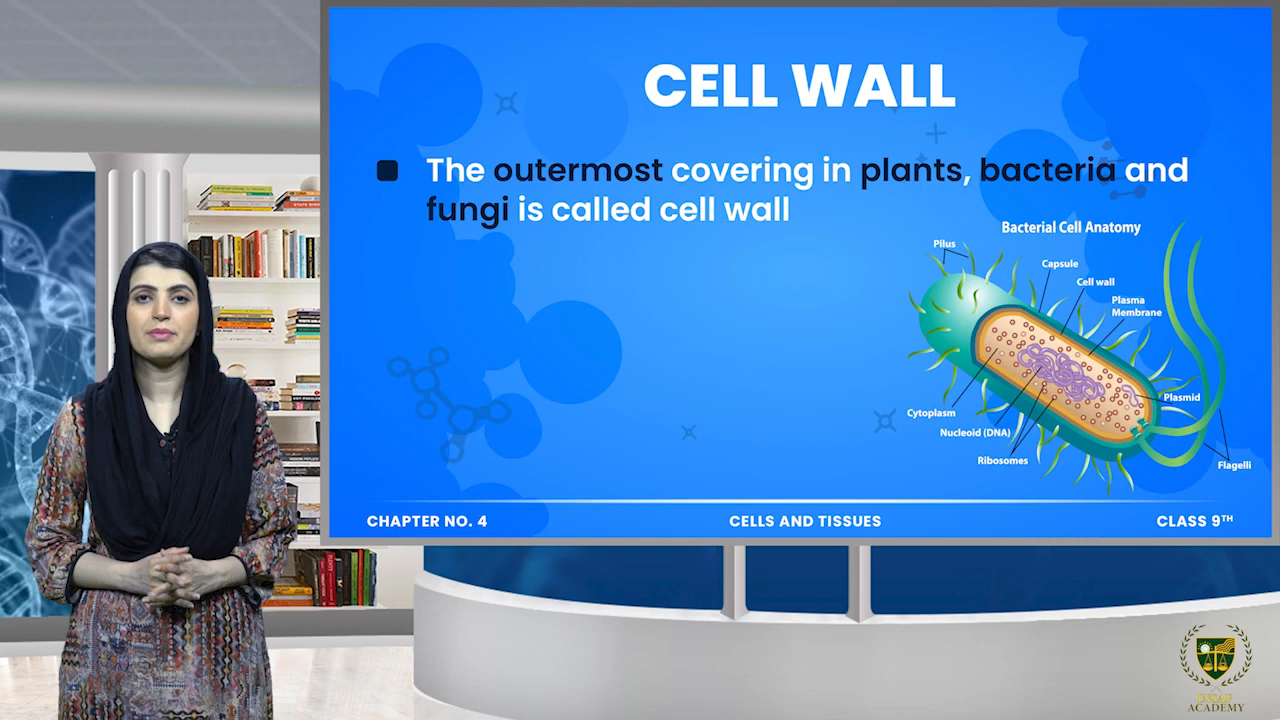 CELL WALL
The outermost covering in plants, bacteria and
fungi is called cell wall
Bacterial Cell Anatomy
Pilus
Capsule
Cell wall
Plasma
Membrane
Plasmid
Cytoplasm
Nucleoid (DNA)
Ribosomes
Flagelli
CHAPTER NO. 4
CELLS AND TISSUES
CLASS 9TH
ACADEMY